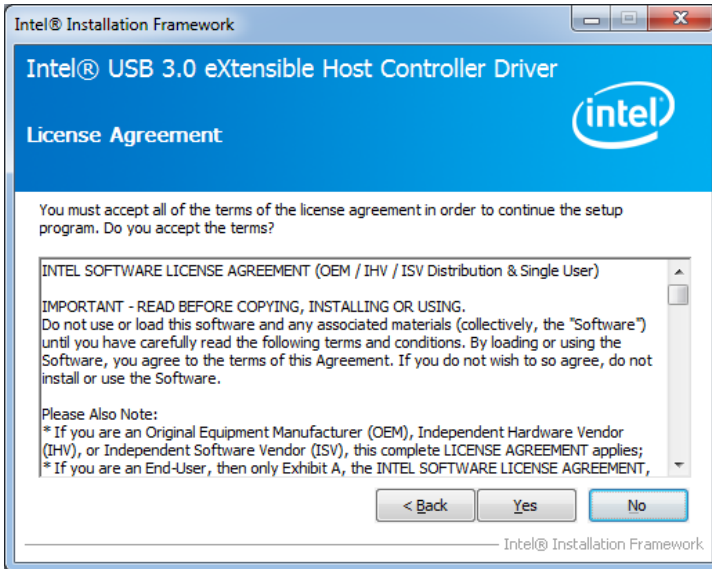 Intel® Installation Framework
Intel® USB 3.0 eXtensible Host Controller Driver
License Agreement
intel
You must accept all of the terms of the license agreement in order to continue the setup
program. Do you accept the terms?
INTEL SOFTWARE LICENSE AGREEMENT (OEM / IHV / ISV Distribution & Single User)
IMPORTANT - READ BEFORE COPYING, INSTALLING OR USING.
Do not use or load this software and any associated materials (collectively, the "Software")
until you have carefully read the following terms and conditions. By loading or using the
Software, you agree to the terms of this Agreement. If you do not wish to so agree, do not
install or use the Software.
Please Also Note:
* If you are an Original Equipment Manufacturer (OEM), Independent Hardware Vendor
(IHV), or Independent Software Vendor (ISV), this complete LICENSE AGREEMENT applies;
* If you are an End-User, then only Exhibit A, the INTEL SOFTWARE LICENSE AGREEMENT,
< Back
Yes
No
Intel® Installation Framework